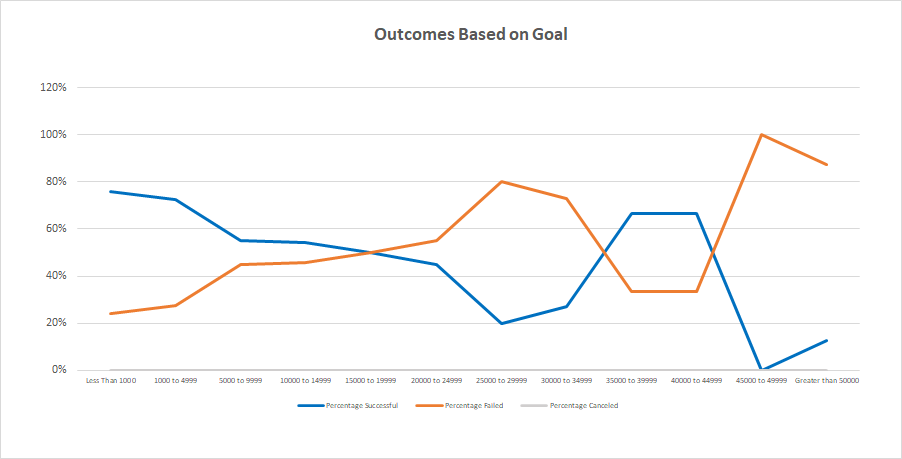 Outcomes Based on Goal
120%
100%
80%
60%
40%
20%
0%
Less Than 1000 1000 to 4999 5000 to 9999 10000 to 14999 15000 to 19999 20000 to 24999 25000 to 29999 30000 to 34999 35000 to 39999 40000 to 44999 45000 to 49999 Greater than 50000
Percentage Successful Percentage Failed Percentage Canceled